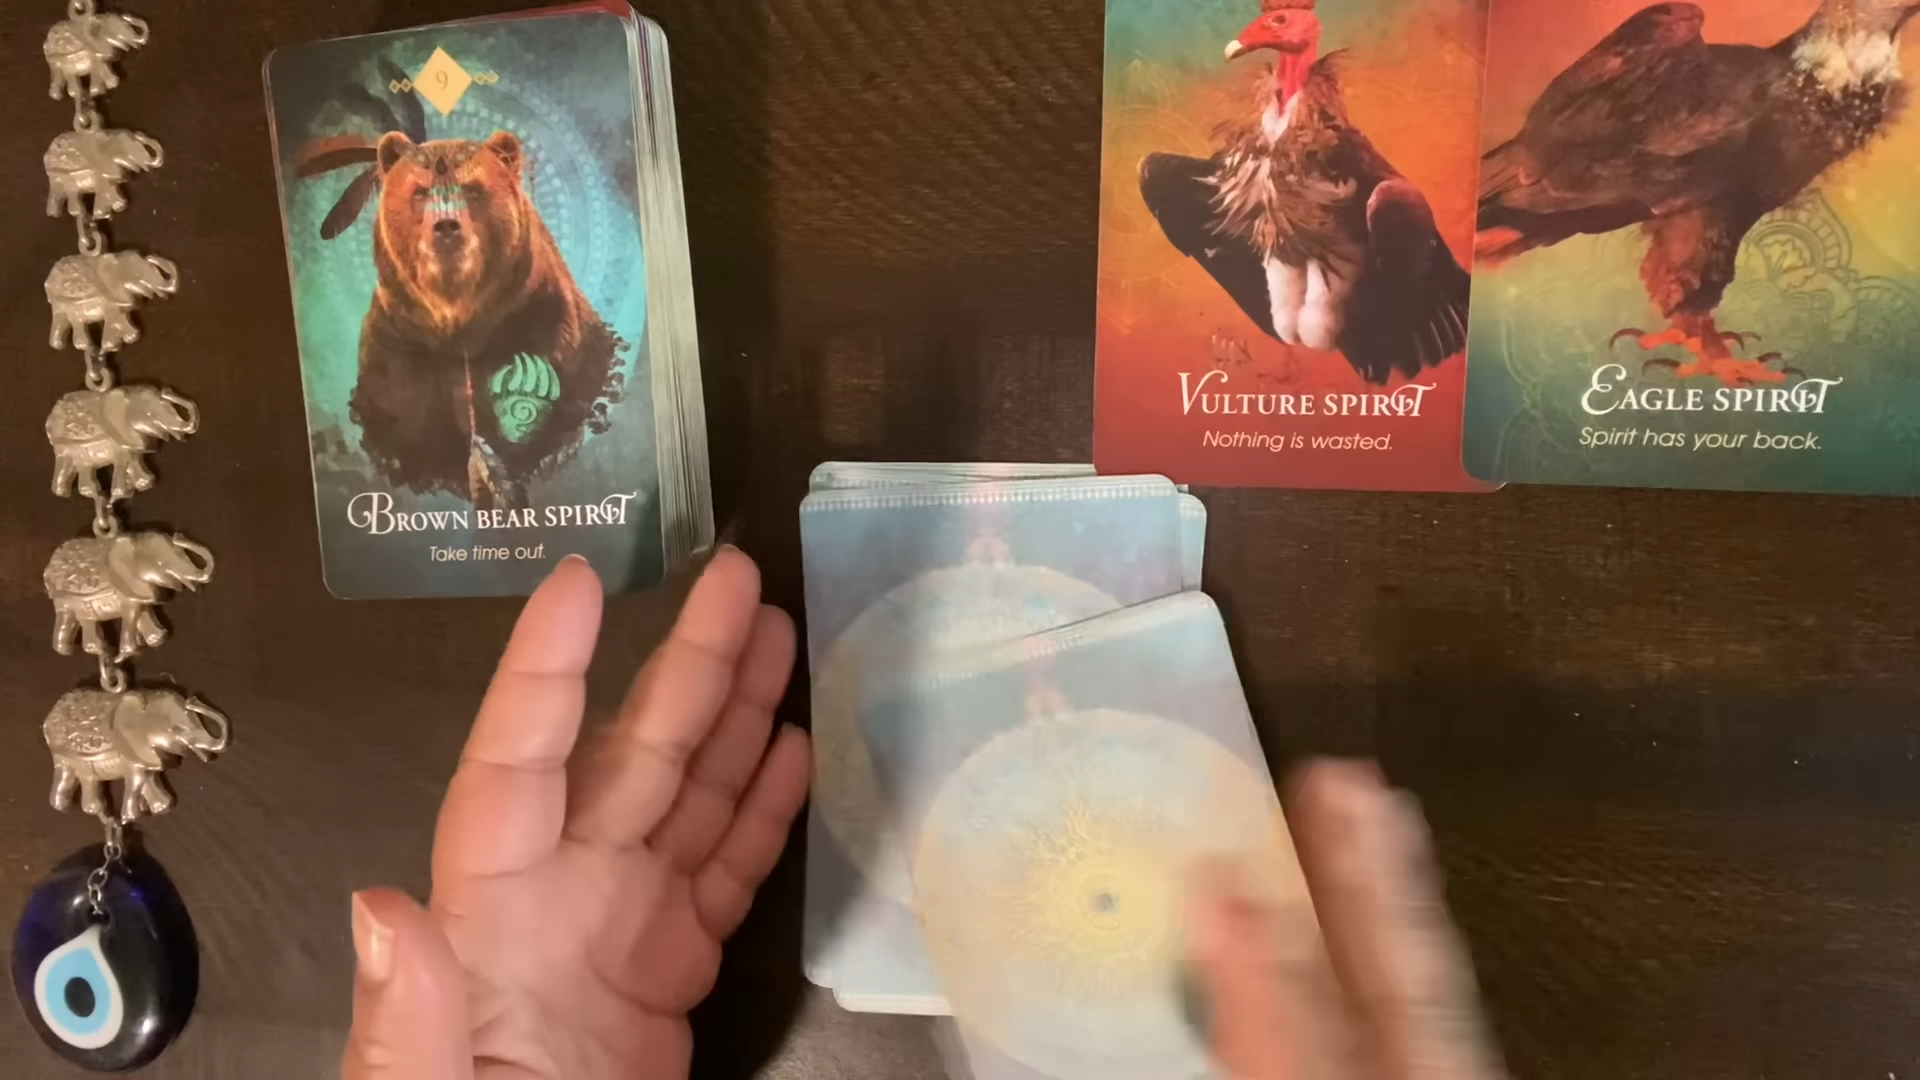 9
BROWN BEAR SPIRIT
Take time out.
VULTURE SPIRIT
Nothing is wasted.
EAGLE SPIRIT
Spirit has your back.